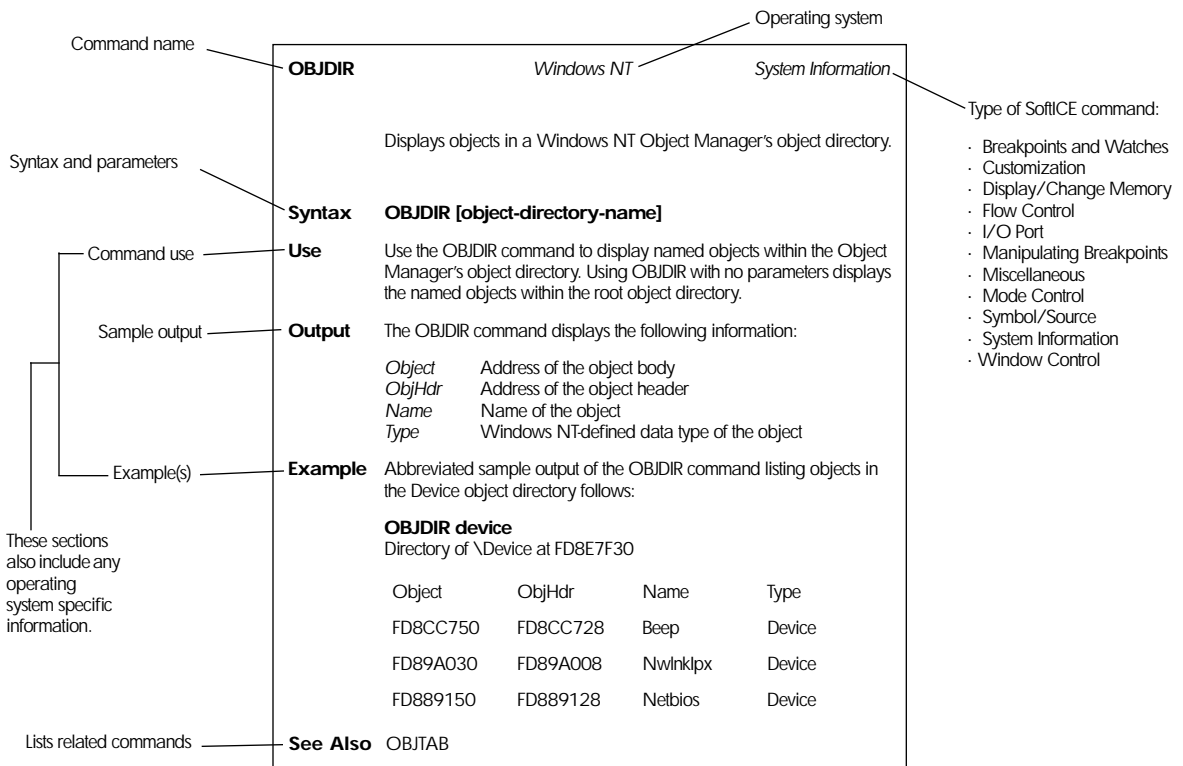 Operating system
Command name
OBJDIR Windows NT System Information
Type of SoftICE command:
Displays objects in a Windows NT Object Manager's object directory.
· Breakpoints and Watches
· Customization
· Display/Change Memory
· Flow Control
· I/O Port
· Manipulating Breakpoints
· Miscellaneous
· Mode Control
· Symbol/Source
· System Information
· Window Control
Syntax and parameters
Syntax OBJDIR [object-directory-name]
Command use
Use Use the OBJDIR command to display named objects within the Object
Manager's object directory. Using OBJDIR with no parameters displays
the named objects within the root object directory.
Sample output
Output The OBJDIR command displays the following information:
Object Address of the object body
ObjHdr Address of the object header
Name Name of the object
Type Windows NT-defined data type of the object
Example(s)
Example Abbreviated sample output of the OBJDIR command listing objects in
the Device object directory follows:
These sections
also include any
operating
system specific
information.
OBJDIR device
Directory of \Device at FD8E7F30
Object ObjHdr Name Type
FD8CC750 FD8CC728 Beep Device
FD89A030 FD89A008 NwlnkIpx Device
FD889150 FD889128 Netbios Device
Lists related commands
See Also OBJTAB